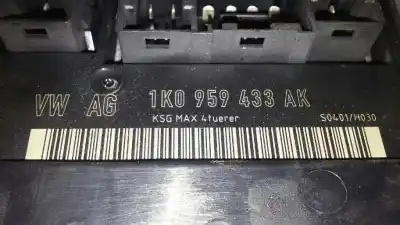 VW AG 1K0 959 433 AK
KSG MAX 4tuerer S0401/H030